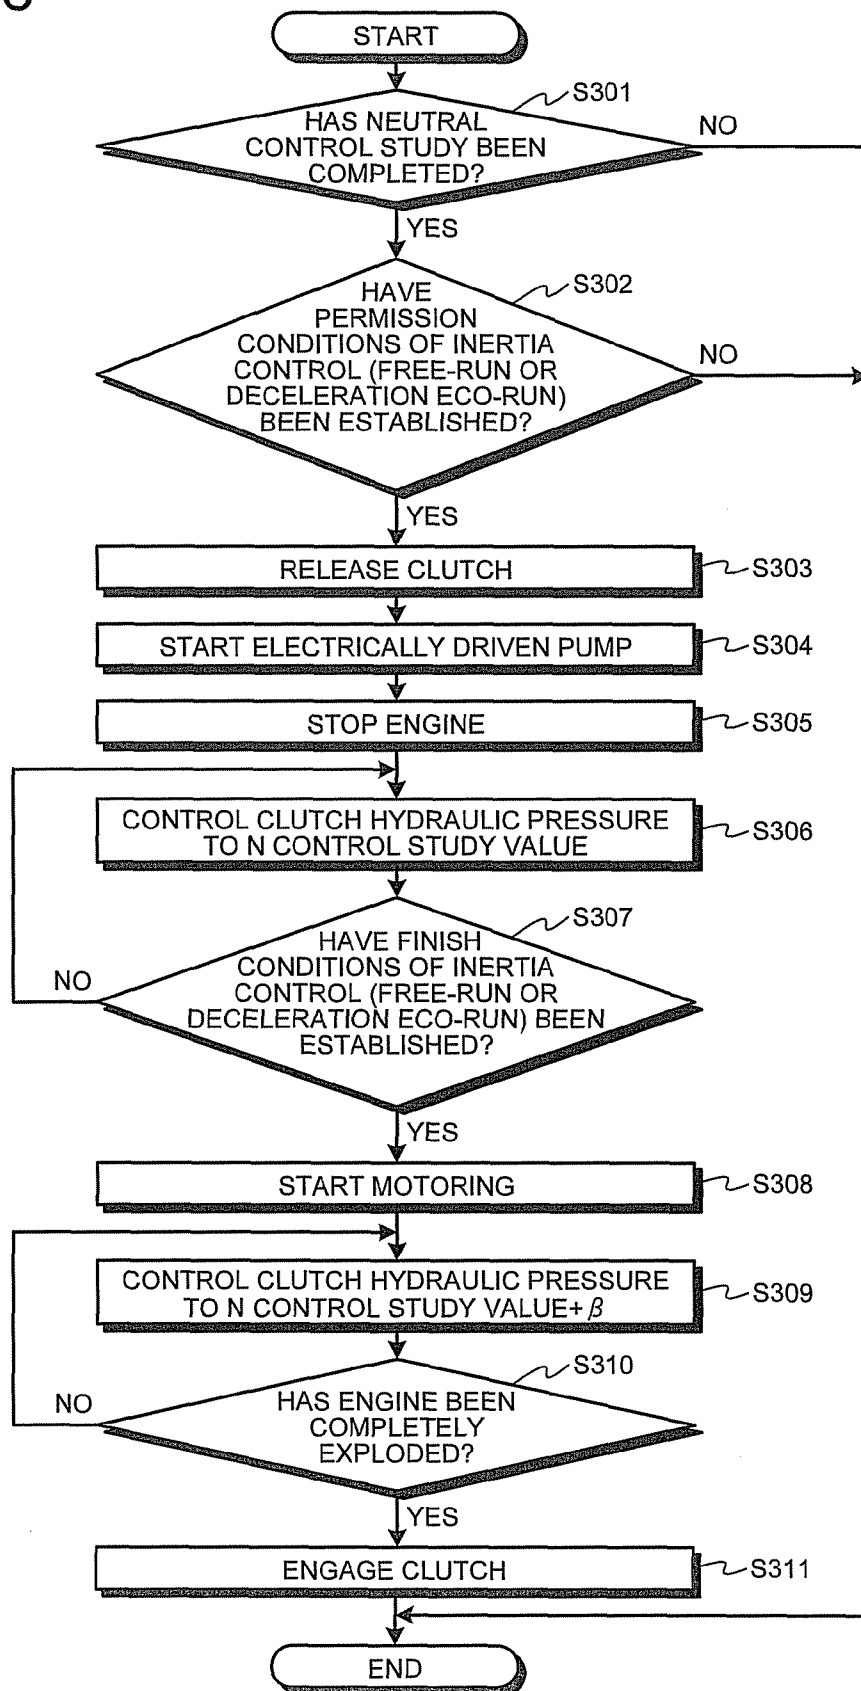 START
S301
HAS NEUTRAL
CONTROL STUDY BEEN
COMPLETED?
NO
YES
S302
HAVE
PERMISSION
CONDITIONS OF INERTIA
CONTROL (FREE-RUN OR
DECELERATION ECO-RUN)
BEEN ESTABLISHED?
NO
YES
RELEASE CLUTCH
S303
START ELECTRICALLY DRIVEN PUMP
S304
STOP ENGINE
S305
CONTROL CLUTCH HYDRAULIC PRESSURE
TO N CONTROL STUDY VALUE
S306
S307
HAVE FINISH
CONDITIONS OF INERTIA
CONTROL (FREE-RUN OR
DECELERATION ECO-RUN) BEEN
ESTABLISHED?
NO
YES
START MOTORING
S308
CONTROL CLUTCH HYDRAULIC PRESSURE
TO N CONTROL STUDY VALUE+β
S309
S310
HAS ENGINE BEEN
COMPLETELY
EXPLODED?
NO
YES
ENGAGE CLUTCH
S311
END